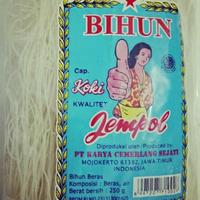 BIHUN
Cap.
Koki
KWALITET
Jempol
Diproduksi oleh/Produced by
PT KARYA CEMERLANG SEJATI
MOJOKERTO 61382, JAWA TIMUR
INDONESIA
Bihun Beras
Komposisi : Beras, air
Berat bersih : 250 g